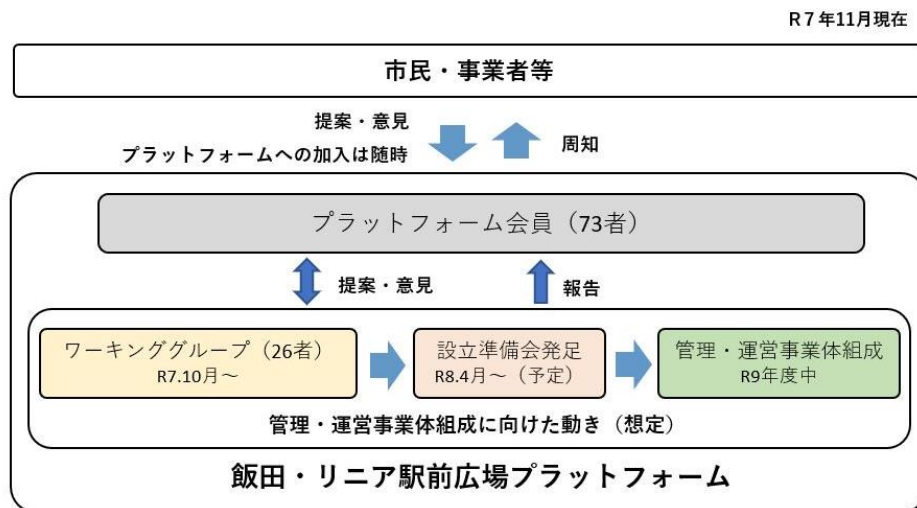 R７年11月現在
市民・事業者等
提案・意見
プラットフォームへの加入は随時
周知
プラットフォーム会員（73者）
提案・意見
報告
ワーキンググループ（26者）
R7.10月～
設立準備会発足
R8.4月～（予定）
管理・運営事業体組成
R9年度中
管理・運営事業体組成に向けた動き（想定）
飯田・リニア駅前広場プラットフォーム